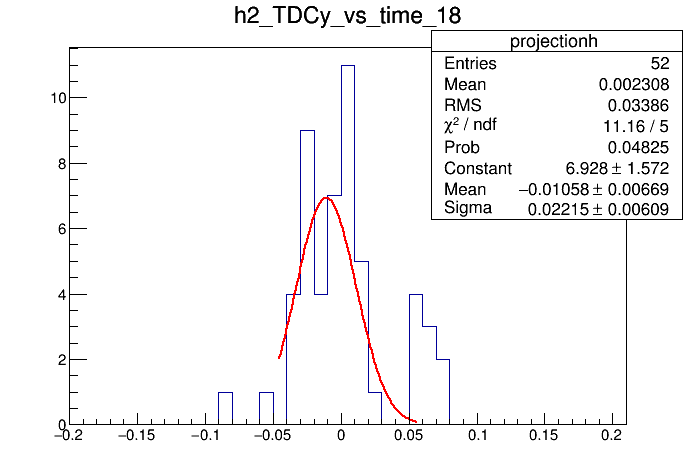 h2_TDCy_vs_time_18
projectionh
Entries 52
Mean 0.002308
RMS 0.03386
χ² / ndf 11.16 / 5
Prob 0.04825
Constant 6.928 ± 1.572
Mean −0.01058 ± 0.00669
Sigma 0.02215 ± 0.00609
10
8
6
4
2
0
−0.2 −0.15 −0.1 −0.05 0 0.05 0.1 0.15 0.2